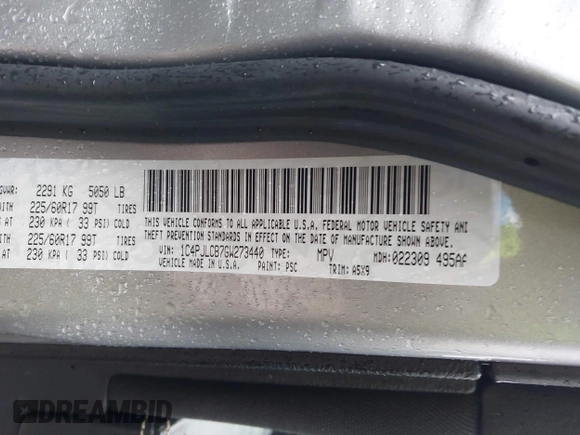 GVWR: 2291 KG 5050 LB
WITH 225/60R17 99T TIRES
AT 230 KPA ( 33 PSI) COLD
WITH 225/60R17 99T TIRES
AT 230 KPA ( 33 PSI) COLD
THIS VEHICLE CONFORMS TO ALL APPLICABLE U.S.A. FEDERAL MOTOR VEHICLE SAFETY AND
THEFT PREVENTION STANDARDS IN EFFECT ON THE DATE OF MANUFACTURE SHOWN ABOVE.
VIN: 1C4PJLCB7GW273440 TYPE: MPV MDH: 022309 495AF
VEHICLE MADE IN U.S.A. PAINT: PSC TRIM: A5X9
DREAMBID